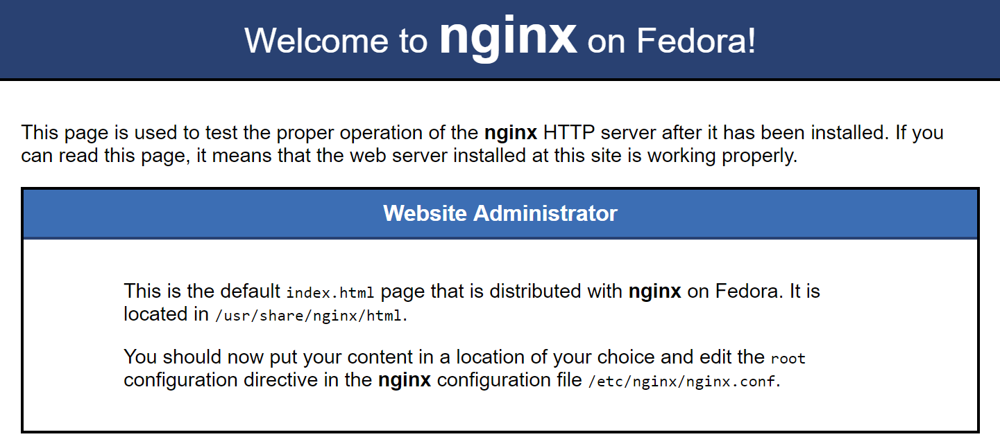 Welcome to nginx on Fedora!
This page is used to test the proper operation of the nginx HTTP server after it has been installed. If you
can read this page, it means that the web server installed at this site is working properly.
Website Administrator
This is the default index.html page that is distributed with nginx on Fedora. It is
located in /usr/share/nginx/html.
You should now put your content in a location of your choice and edit the root
configuration directive in the nginx configuration file /etc/nginx/nginx.conf.